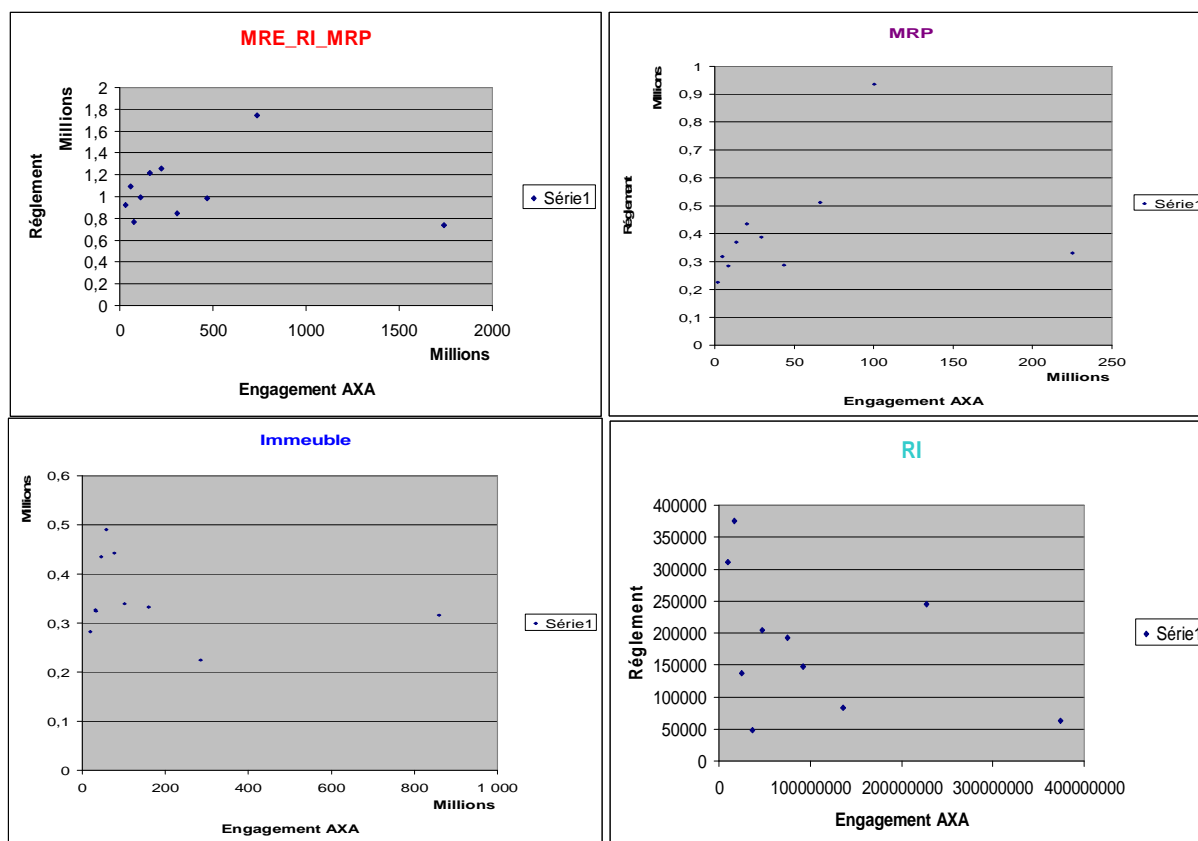 MRE_RI_MRP
Réglement
Millions
2
1,8
1,6
1,4
1,2
1
0,8
0,6
0,4
0,2
0
0 500 1000 1500 2000
Millions
Engagement AXA
Série1
MRP
Réglement
Millions
1
0,9
0,8
0,7
0,6
0,5
0,4
0,3
0,2
0,1
0
0 50 100 150 200 250
Millions
Engagement AXA
Série1
Immeuble
Millions
0,6
0,5
0,4
0,3
0,2
0,1
0
0 200 400 600 800 1 000
Millions
Engagement AXA
Série1
RI
Réglement
400000
350000
300000
250000
200000
150000
100000
50000
0
0 100000000 200000000 300000000 400000000
Engagement AXA
Série1